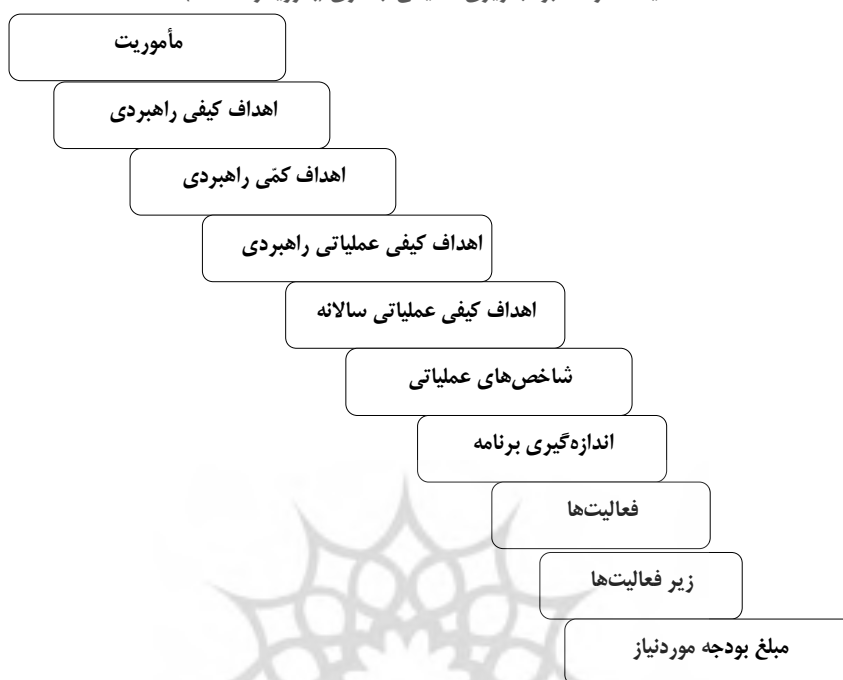 مأموریت
اهداف کیفی راهبردی
اهداف کمّی راهبردی
اهداف کیفی عملیاتی راهبردی
اهداف کیفی عملیاتی سالانه
شاخص‌های عملیاتی
اندازه‌گیری برنامه
فعالیت‌ها
زیر فعالیت‌ها
مبلغ بودجه موردنیاز